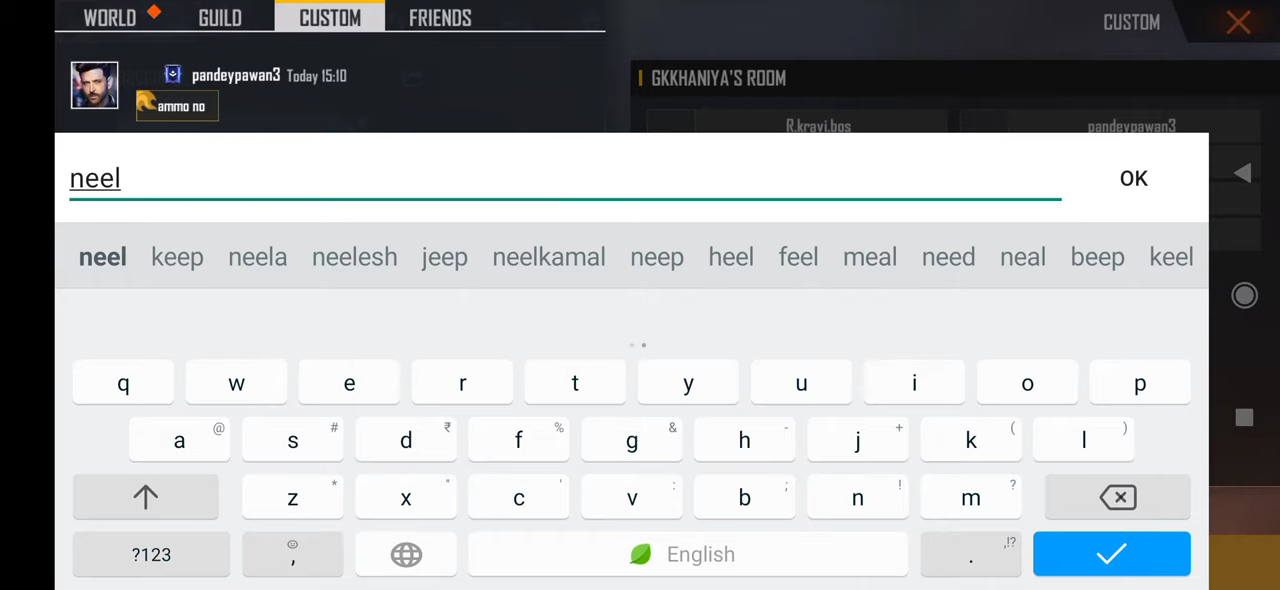 WORLD GUILD CUSTOM FRIENDS
CUSTOM
pandeypawan3 Today 15:10
ammo no
GKKHANIYA'S ROOM
R.kravi.bos pandeypawan3
neel
OK
neel keep neela neelesh jeep neelkamal neep heel feel meal need neal beep keel
q w e r t y u i o p
@ # ₹ % & - + ( )
a s d f g h j k l
* " ' : ; ! ?
z x c v b n m
,!?
?123 , English .